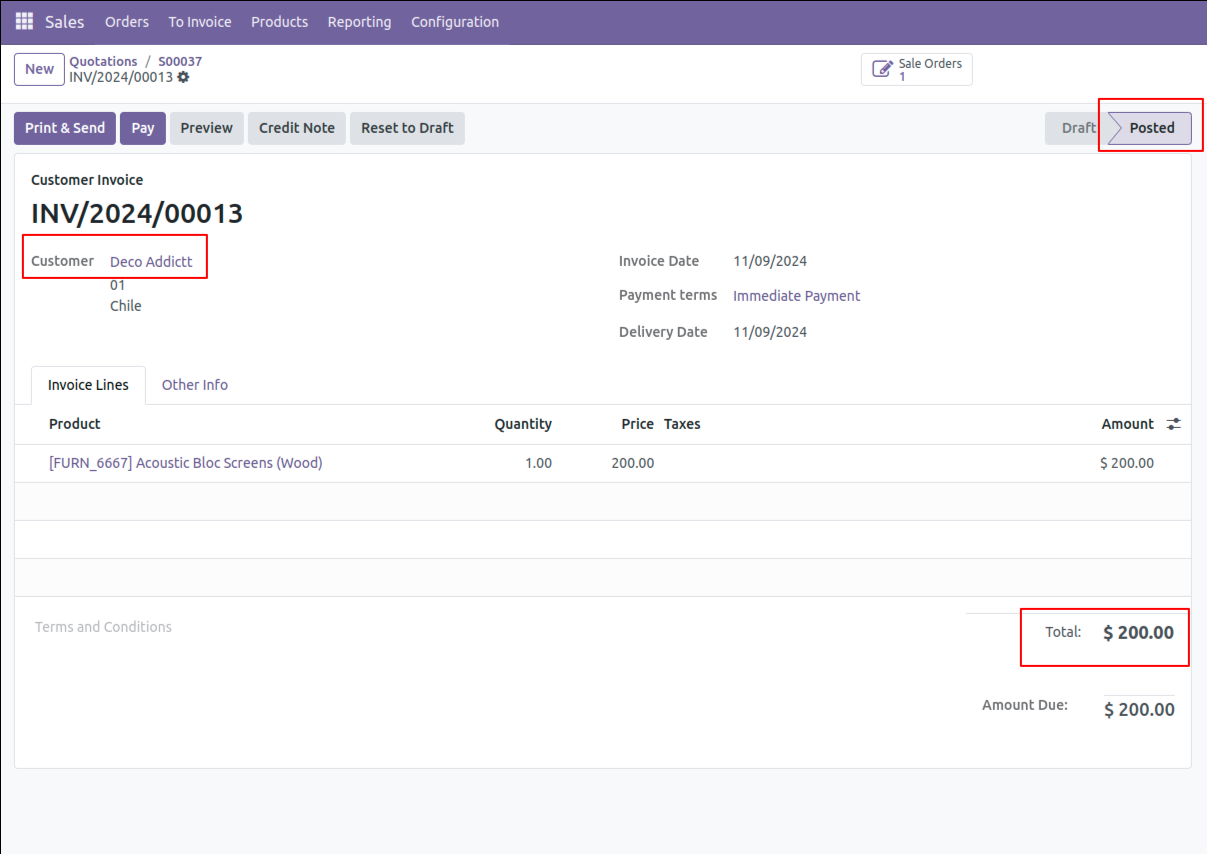 Sales Orders To Invoice Products Reporting Configuration
New Quotations / S00037 Sale Orders
INV/2024/00013 1
Print & Send Pay Preview Credit Note Reset to Draft Draft Posted
Customer Invoice
INV/2024/00013
Customer Deco Addictt Invoice Date 11/09/2024
01
Chile Payment terms Immediate Payment
Delivery Date 11/09/2024
Invoice Lines Other Info
Product Quantity Price Taxes Amount
[FURN_6667] Acoustic Bloc Screens (Wood) 1.00 200.00 $ 200.00
Terms and Conditions Total: $ 200.00
Amount Due: $ 200.00